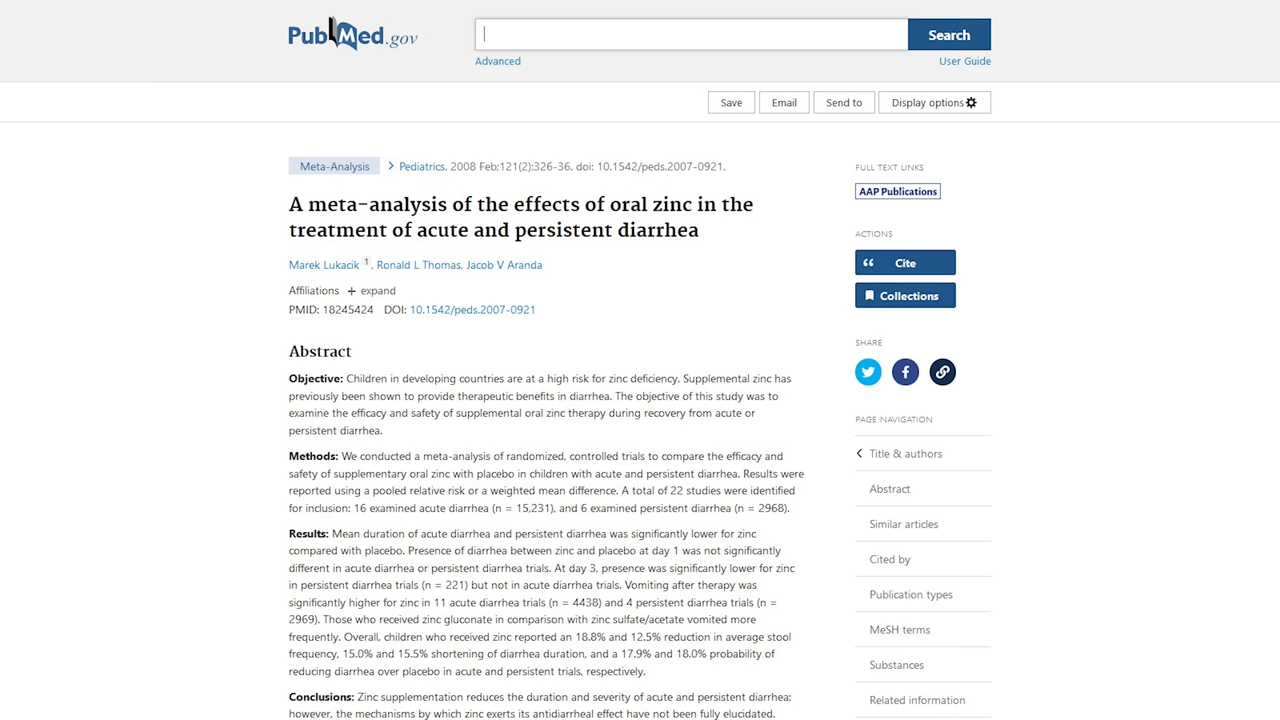 PubMed.gov
Search
Advanced
User Guide
Save
Email
Send to
Display options
Meta-Analysis
Pediatrics. 2008 Feb;121(2):326-36. doi: 10.1542/peds.2007-0921.
A meta-analysis of the effects of oral zinc in the
treatment of acute and persistent diarrhea
Marek Lukacik 1, Ronald L Thomas, Jacob V Aranda
Affiliations + expand
PMID: 18245424 DOI: 10.1542/peds.2007-0921
Abstract
Objective: Children in developing countries are at a high risk for zinc deficiency. Supplemental zinc has
previously been shown to provide therapeutic benefits in diarrhea. The objective of this study was to
examine the efficacy and safety of supplemental oral zinc therapy during recovery from acute or
persistent diarrhea.
Methods: We conducted a meta-analysis of randomized, controlled trials to compare the efficacy and
safety of supplementary oral zinc with placebo in children with acute and persistent diarrhea. Results were
reported using a pooled relative risk or a weighted mean difference. A total of 22 studies were identified
for inclusion: 16 examined acute diarrhea (n = 15,231), and 6 examined persistent diarrhea (n = 2968).
Results: Mean duration of acute diarrhea and persistent diarrhea was significantly lower for zinc
compared with placebo. Presence of diarrhea between zinc and placebo at day 1 was not significantly
different in acute diarrhea or persistent diarrhea trials. At day 3, presence was significantly lower for zinc
in persistent diarrhea trials (n = 221) but not in acute diarrhea trials. Vomiting after therapy was
significantly higher for zinc in 11 acute diarrhea trials (n = 4438) and 4 persistent diarrhea trials (n =
2969). Those who received zinc gluconate in comparison with zinc sulfate/acetate vomited more
frequently. Overall, children who received zinc reported an 18.8% and 12.5% reduction in average stool
frequency, 15.0% and 15.5% shortening of diarrhea duration, and a 17.9% and 18.0% probability of
reducing diarrhea over placebo in acute and persistent trials, respectively.
Conclusions: Zinc supplementation reduces the duration and severity of acute and persistent diarrhea;
however, the mechanisms by which zinc exerts its antidiarrheal effect have not been fully elucidated.
FULL TEXT LINKS
AAP Publications
ACTIONS
Cite
Collections
SHARE
PAGE NAVIGATION
Title & authors
Abstract
Similar articles
Cited by
Publication types
MeSH terms
Substances
Related information